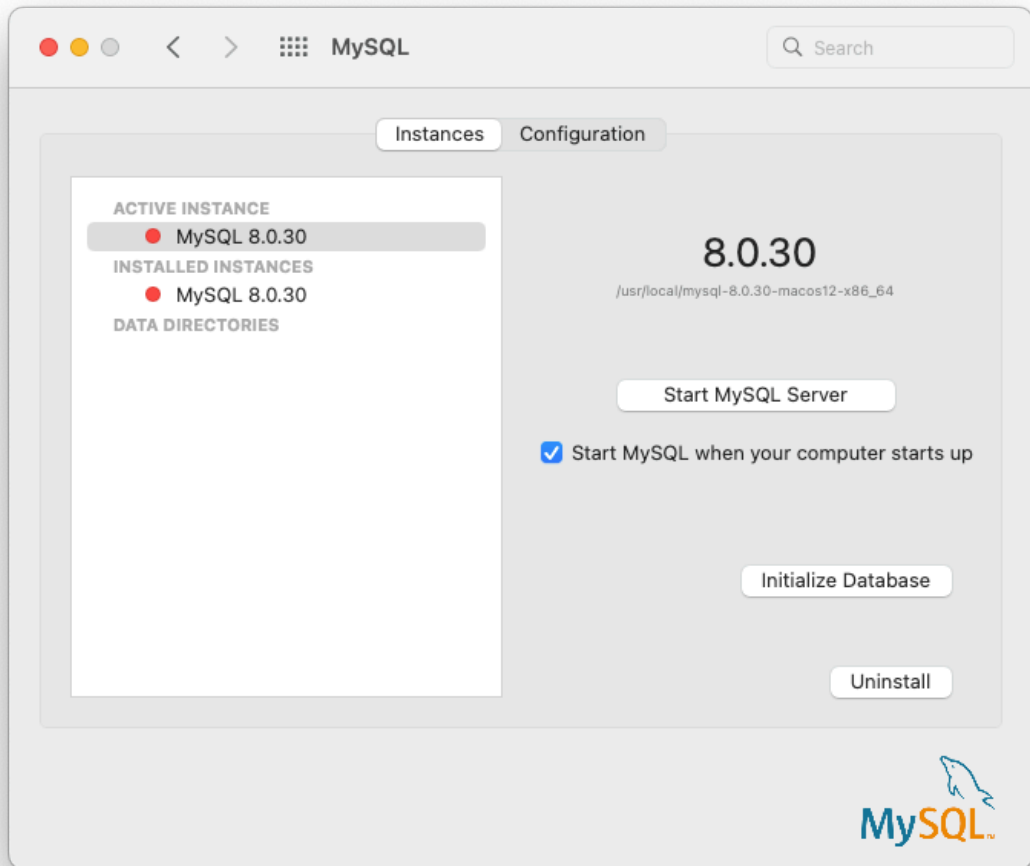 MySQL
Search
Instances
Configuration
ACTIVE INSTANCE
MySQL 8.0.30
INSTALLED INSTANCES
MySQL 8.0.30
DATA DIRECTORIES
8.0.30
/usr/local/mysql-8.0.30-macos12-x86_64
Start MySQL Server
Start MySQL when your computer starts up
Initialize Database
Uninstall
MySQL™